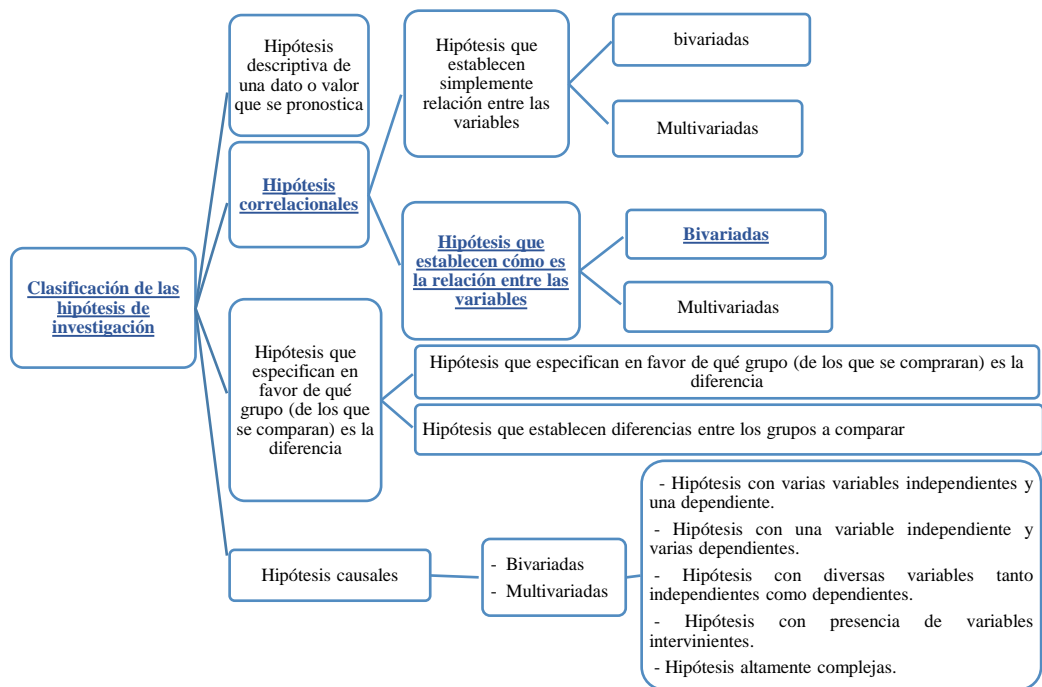 Clasificación de las
hipótesis de
investigación
Hipótesis
descriptiva de
una dato o valor
que se pronostica
Hipótesis
correlacionales
Hipótesis que
establecen
simplemente
relación entre las
variables
bivariadas
Multivariadas
Hipótesis que
establecen cómo es
la relación entre las
variables
Bivariadas
Multivariadas
Hipótesis que
especifican en
favor de qué
grupo (de los que
se comparan) es la
diferencia
Hipótesis que especifican en favor de qué grupo (de los que se compraran) es la
diferencia
Hipótesis que establecen diferencias entre los grupos a comparar
Hipótesis causales
- Bivariadas
- Multivariadas
- Hipótesis con varias variables independientes y
una dependiente.
- Hipótesis con una variable independiente y
varias dependientes.
- Hipótesis con diversas variables tanto
independientes como dependientes.
- Hipótesis con presencia de variables
intervinientes.
- Hipótesis altamente complejas.